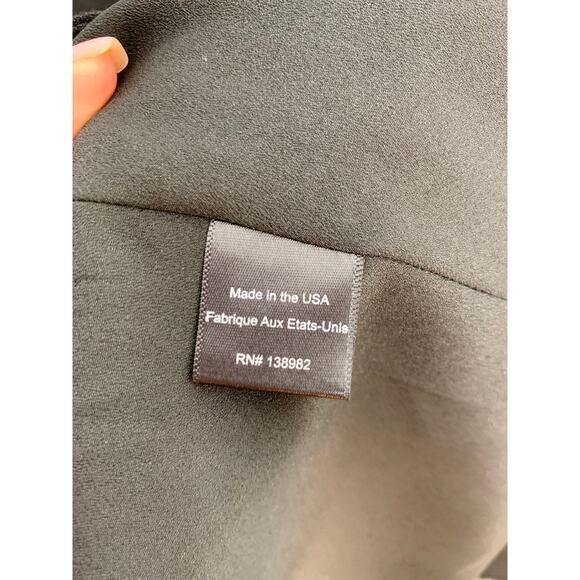 Made in the USA
Fabrique Aux Etats-Unis
RN# 138982